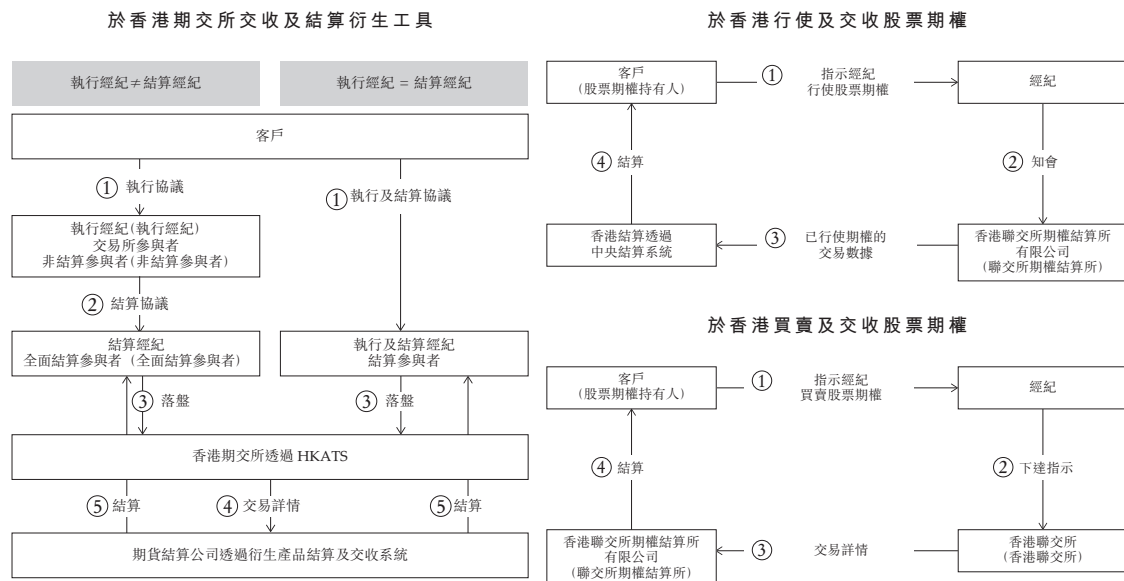 於香港期交所交收及結算衍生工具
執行經紀≠結算經紀
執行經紀 = 結算經紀
客戶
① 執行協議
① 執行及結算協議
執行經紀(執行經紀)
交易所參與者
非結算參與者(非結算參與者)
② 結算協議
結算經紀
全面結算參與者 (全面結算參與者)
執行及結算經紀
結算參與者
③ 落盤
③ 落盤
香港期交所透過 HKATS
⑤ 結算
④ 交易詳情
⑤ 結算
期貨結算公司透過衍生產品結算及交收系統
於香港行使及交收股票期權
客戶
(股票期權持有人)
①
指示經紀
行使股票期權
經紀
④ 結算
② 知會
香港結算透過
中央結算系統
③
已行使期權的
交易數據
香港聯交所期權結算所
有限公司
(聯交所期權結算所)
於香港買賣及交收股票期權
客戶
(股票期權持有人)
①
指示經紀
買賣股票期權
經紀
④ 結算
② 下達指示
香港聯交所期權結算所
有限公司
(聯交所期權結算所)
③
交易詳情
香港聯交所
(香港聯交所)